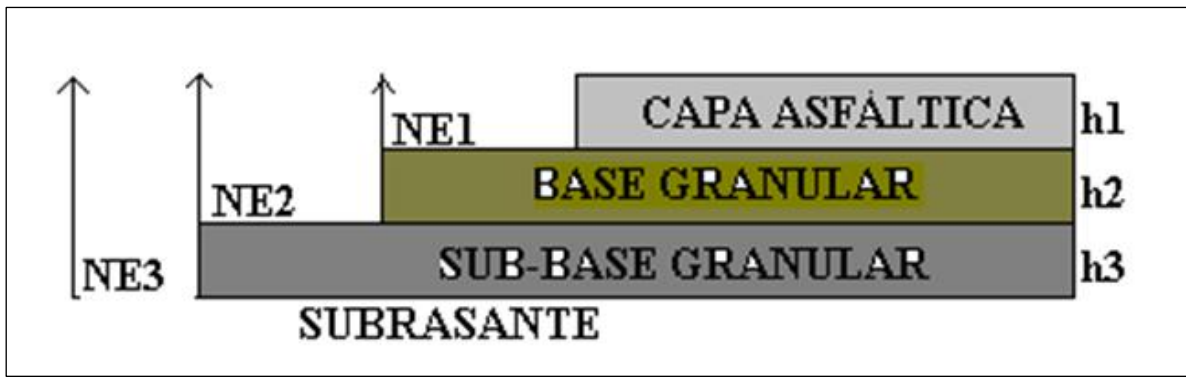 CAPA ASFÁLTICA
h1
NE1
BASE GRANULAR
h2
NE2
SUB-BASE GRANULAR
h3
NE3
SUBRASANTE